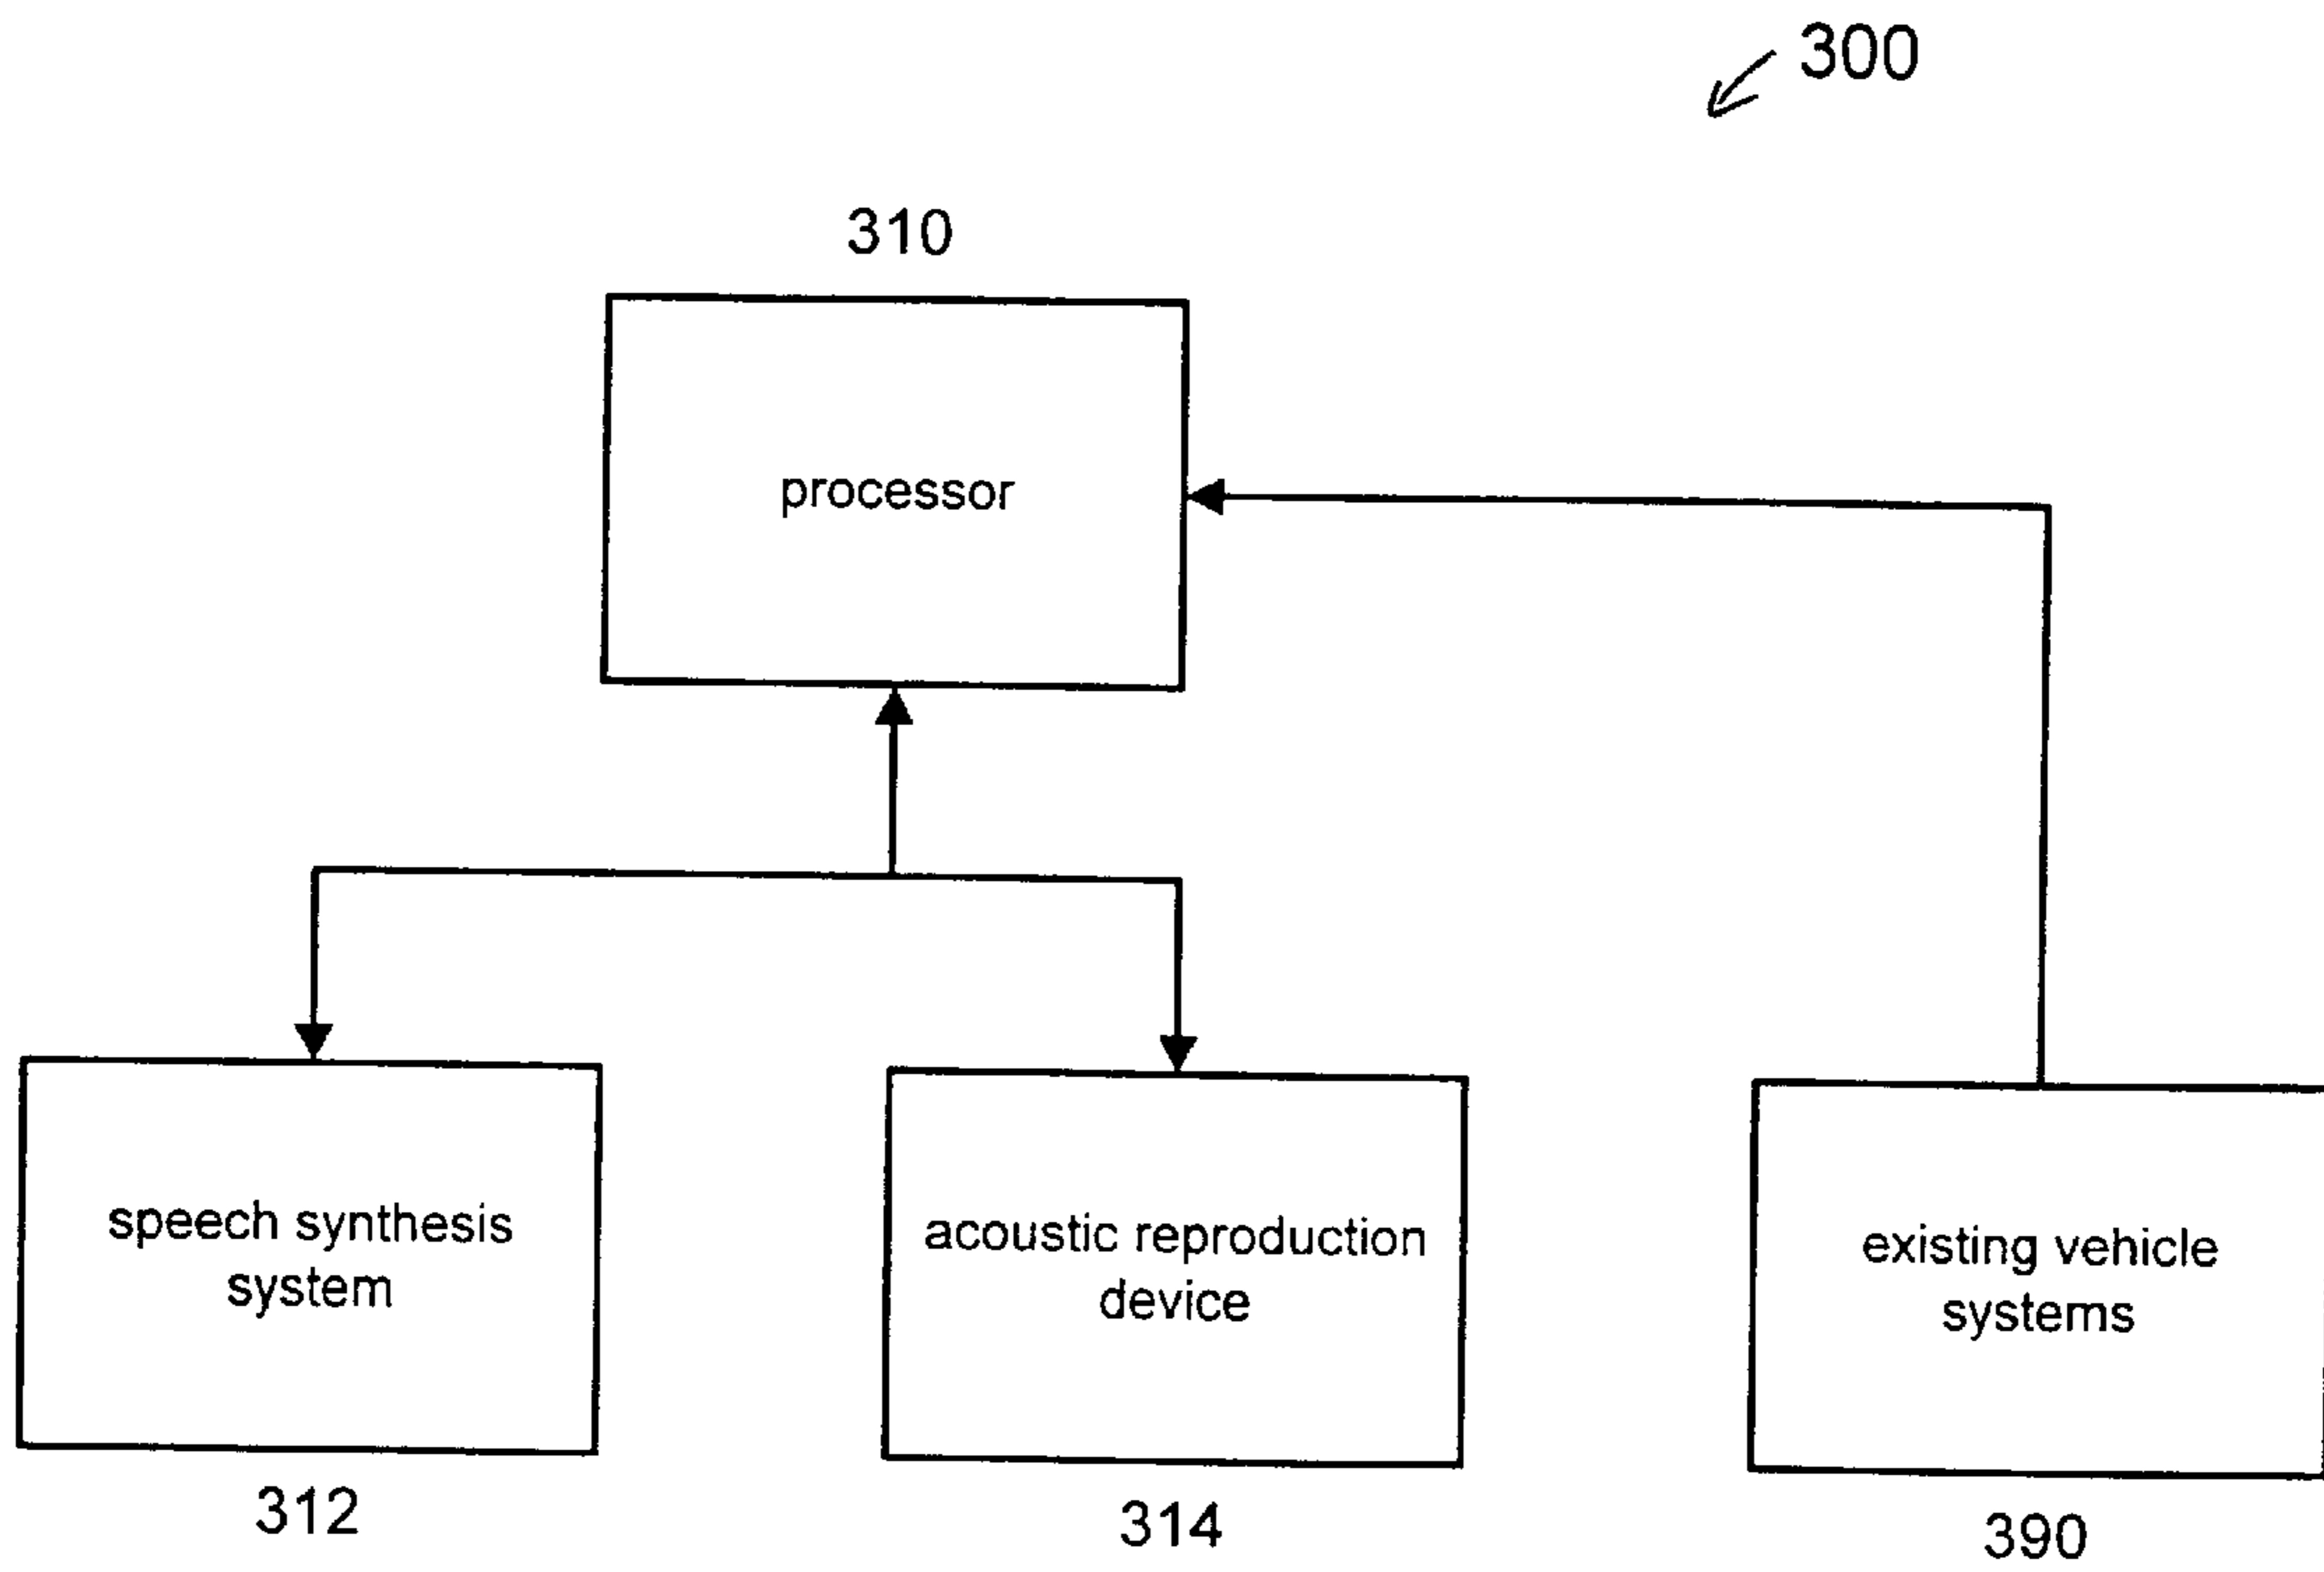 300
310
processor
speech synthesis
system
acoustic reproduction
device
existing vehicle
systems
312
314
390